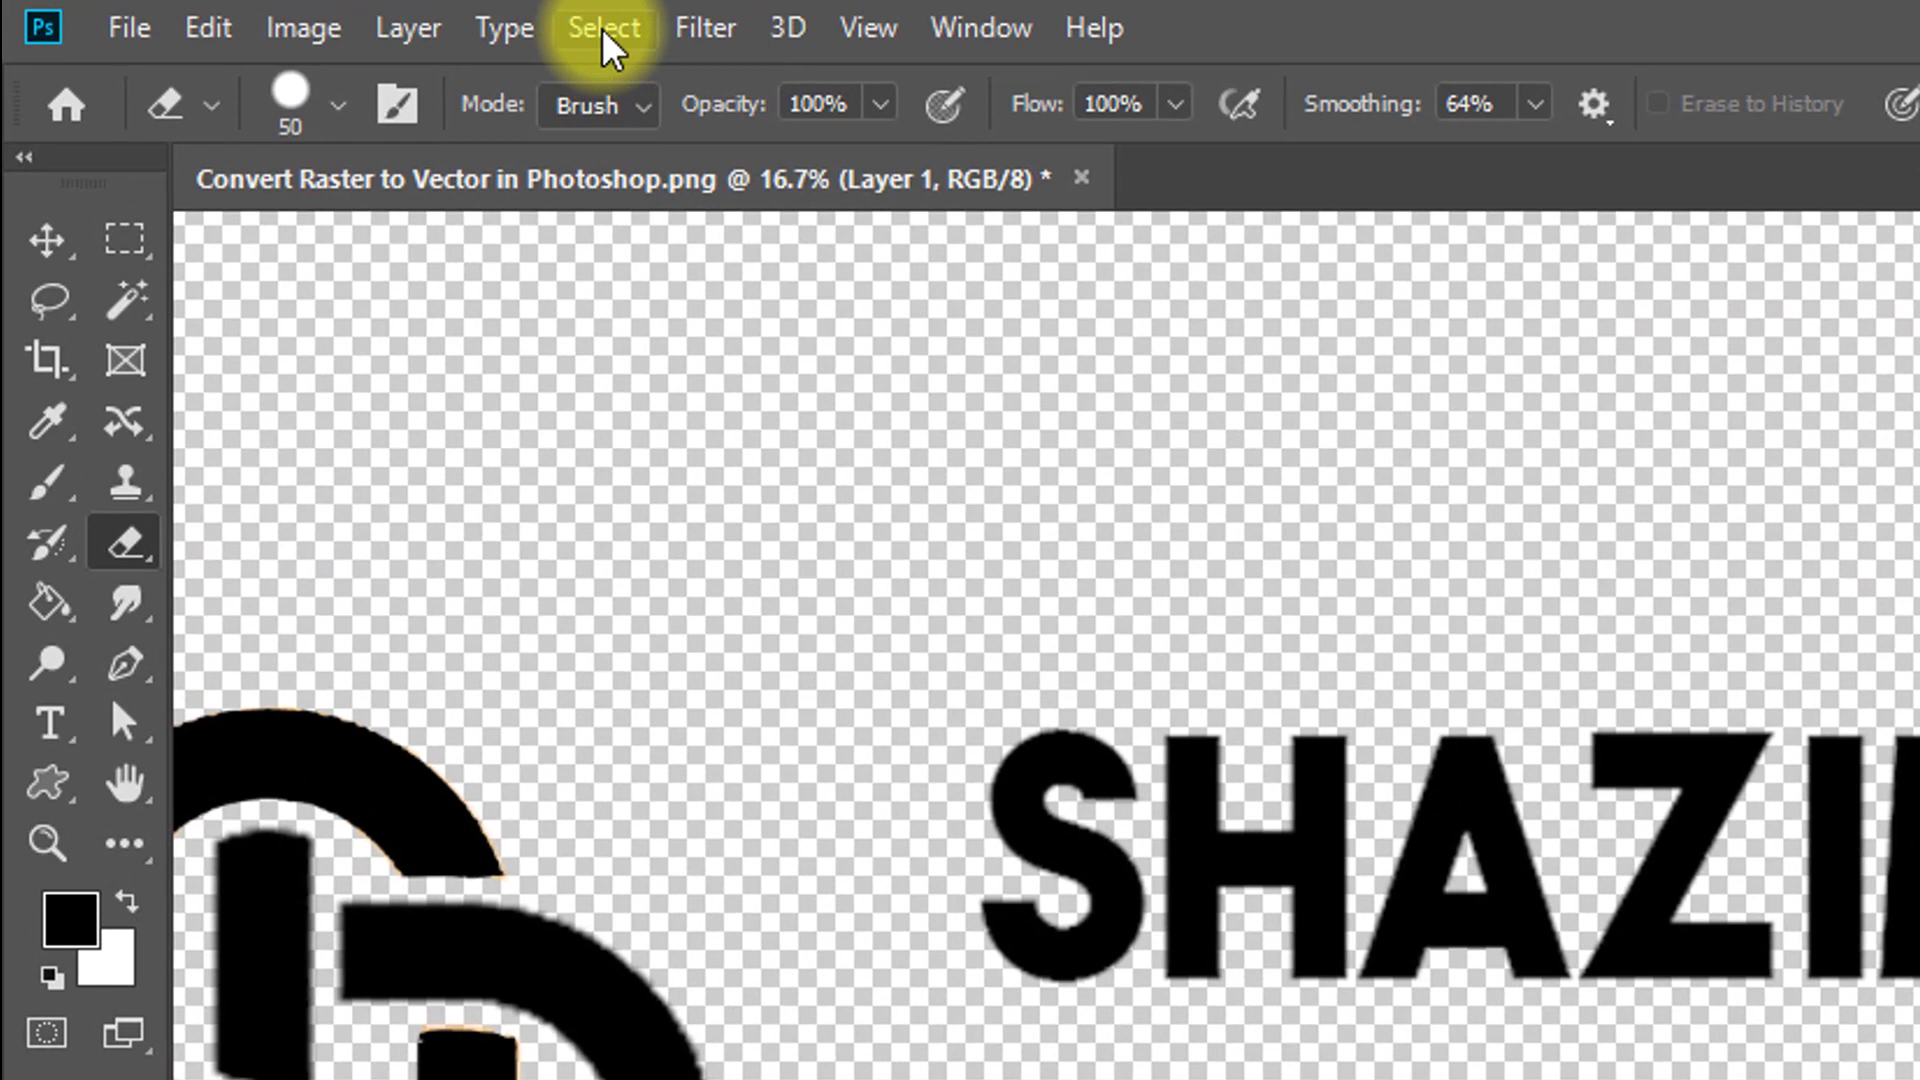 Ps File Edit Image Layer Type Select Filter 3D View Window Help
50 Mode: Brush Opacity: 100% Flow: 100% Smoothing: 64% Erase to History
Convert Raster to Vector in Photoshop.png @ 16.7% (Layer 1, RGB/8) * ×
SHAZI